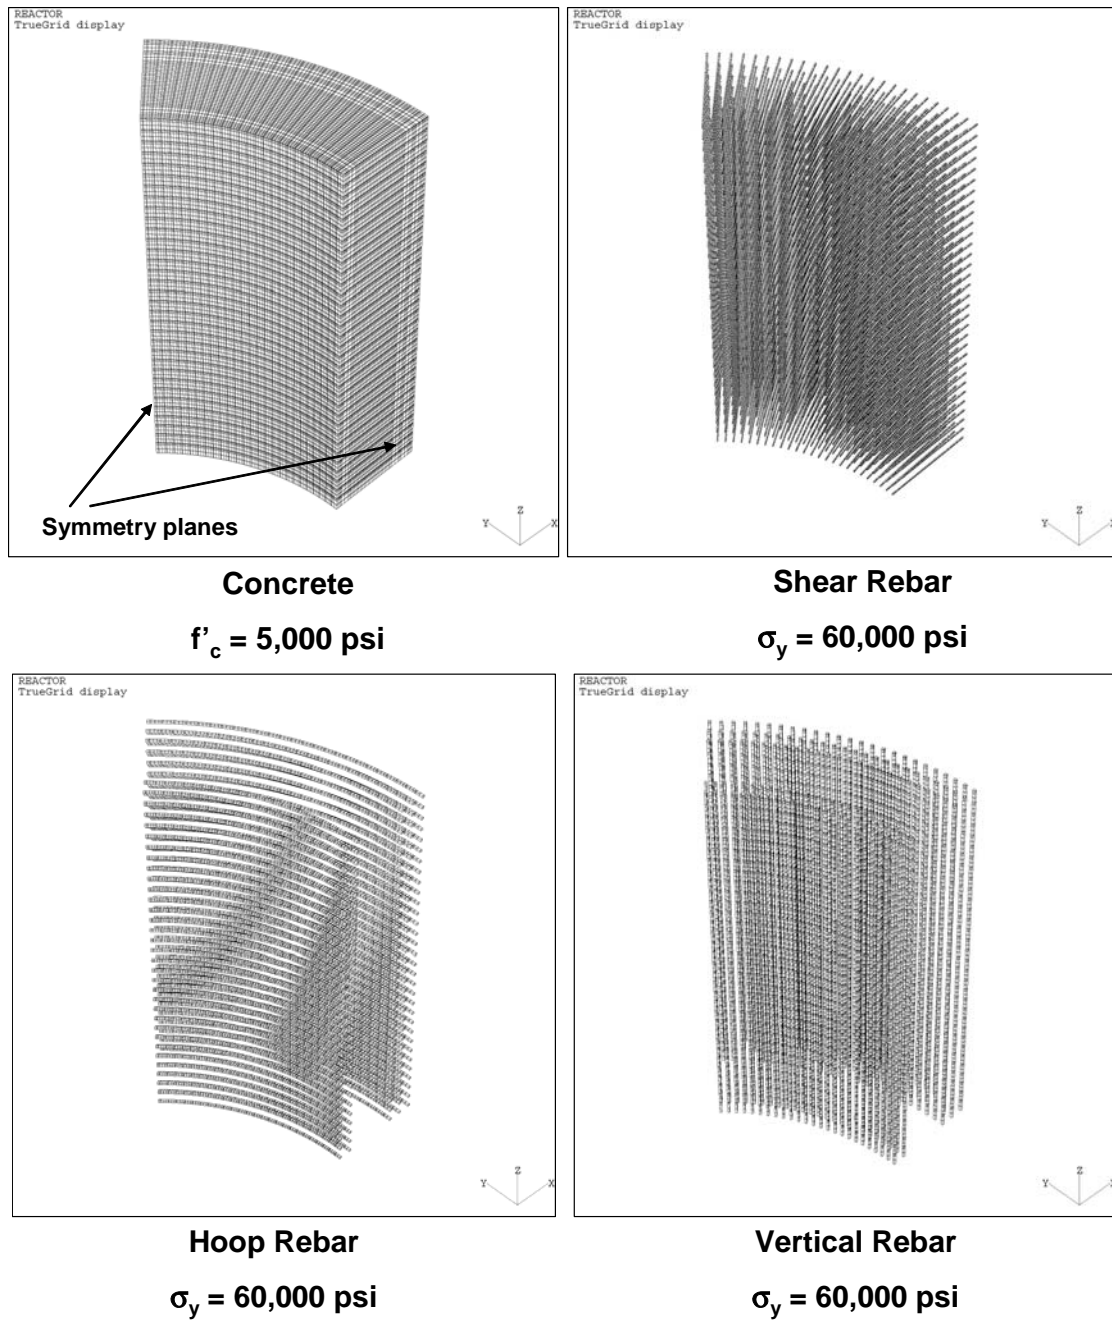 REACTOR
TrueGrid display
Symmetry planes
Y Z X
Concrete
f'c = 5,000 psi
REACTOR
TrueGrid display
Y Z X
Shear Rebar
σy = 60,000 psi
REACTOR
TrueGrid display
Y Z X
Hoop Rebar
σy = 60,000 psi
REACTOR
TrueGrid display
Y Z X
Vertical Rebar
σy = 60,000 psi